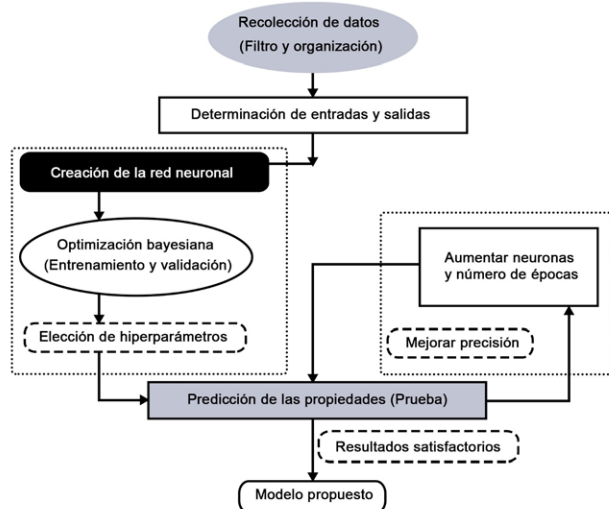 Recolección de datos
(Filtro y organización)
Determinación de entradas y salidas
Creación de la red neuronal
Optimización bayesiana
(Entrenamiento y validación)
Elección de hiperparámetros
Aumentar neuronas
y número de épocas
Mejorar precisión
Predicción de las propiedades (Prueba)
Resultados satisfactorios
Modelo propuesto